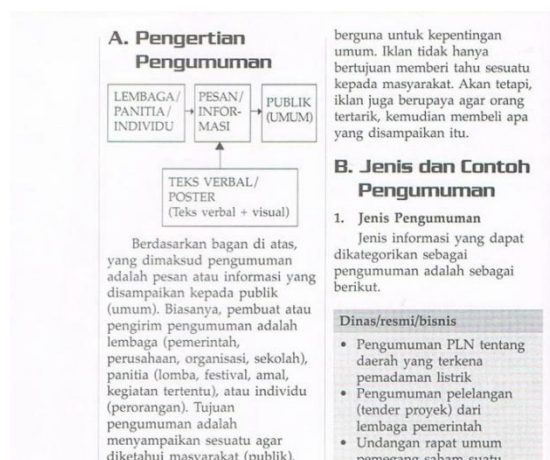 A. Pengertian
Pengumuman
LEMBAGA/
PANITIA/
INDIVIDU
PESAN/
INFOR-
MASI
PUBLIK
(UMUM)
TEKS VERBAL/
POSTER
(Teks verbal + visual)
Berdasarkan bagan di atas,
yang dimaksud pengumuman
adalah pesan atau informasi yang
disampaikan kepada publik
(umum). Biasanya, pembuat atau
pengirim pengumuman adalah
lembaga (pemerintah,
perusahaan, organisasi, sekolah),
panitia (lomba, festival, amal,
kegiatan tertentu), atau individu
(perorangan). Tujuan
pengumuman adalah
menyampaikan sesuatu agar
diketahui masyarakat (publik).
berguna untuk kepentingan
umum. Iklan tidak hanya
bertujuan memberi tahu sesuatu
kepada masyarakat. Akan tetapi,
iklan juga berupaya agar orang
tertarik, kemudian membeli apa
yang disampaikan itu.
B. Jenis dan Contoh
Pengumuman
1. Jenis Pengumuman
Jenis informasi yang dapat
dikategorikan sebagai
pengumuman adalah sebagai
berikut.
Dinas/resmi/bisnis
• Pengumuman PLN tentang
daerah yang terkena
pemadaman listrik
• Pengumuman pelelangan
(tender proyek) dari
lembaga pemerintah
• Undangan rapat umum
pemegang saham suatu